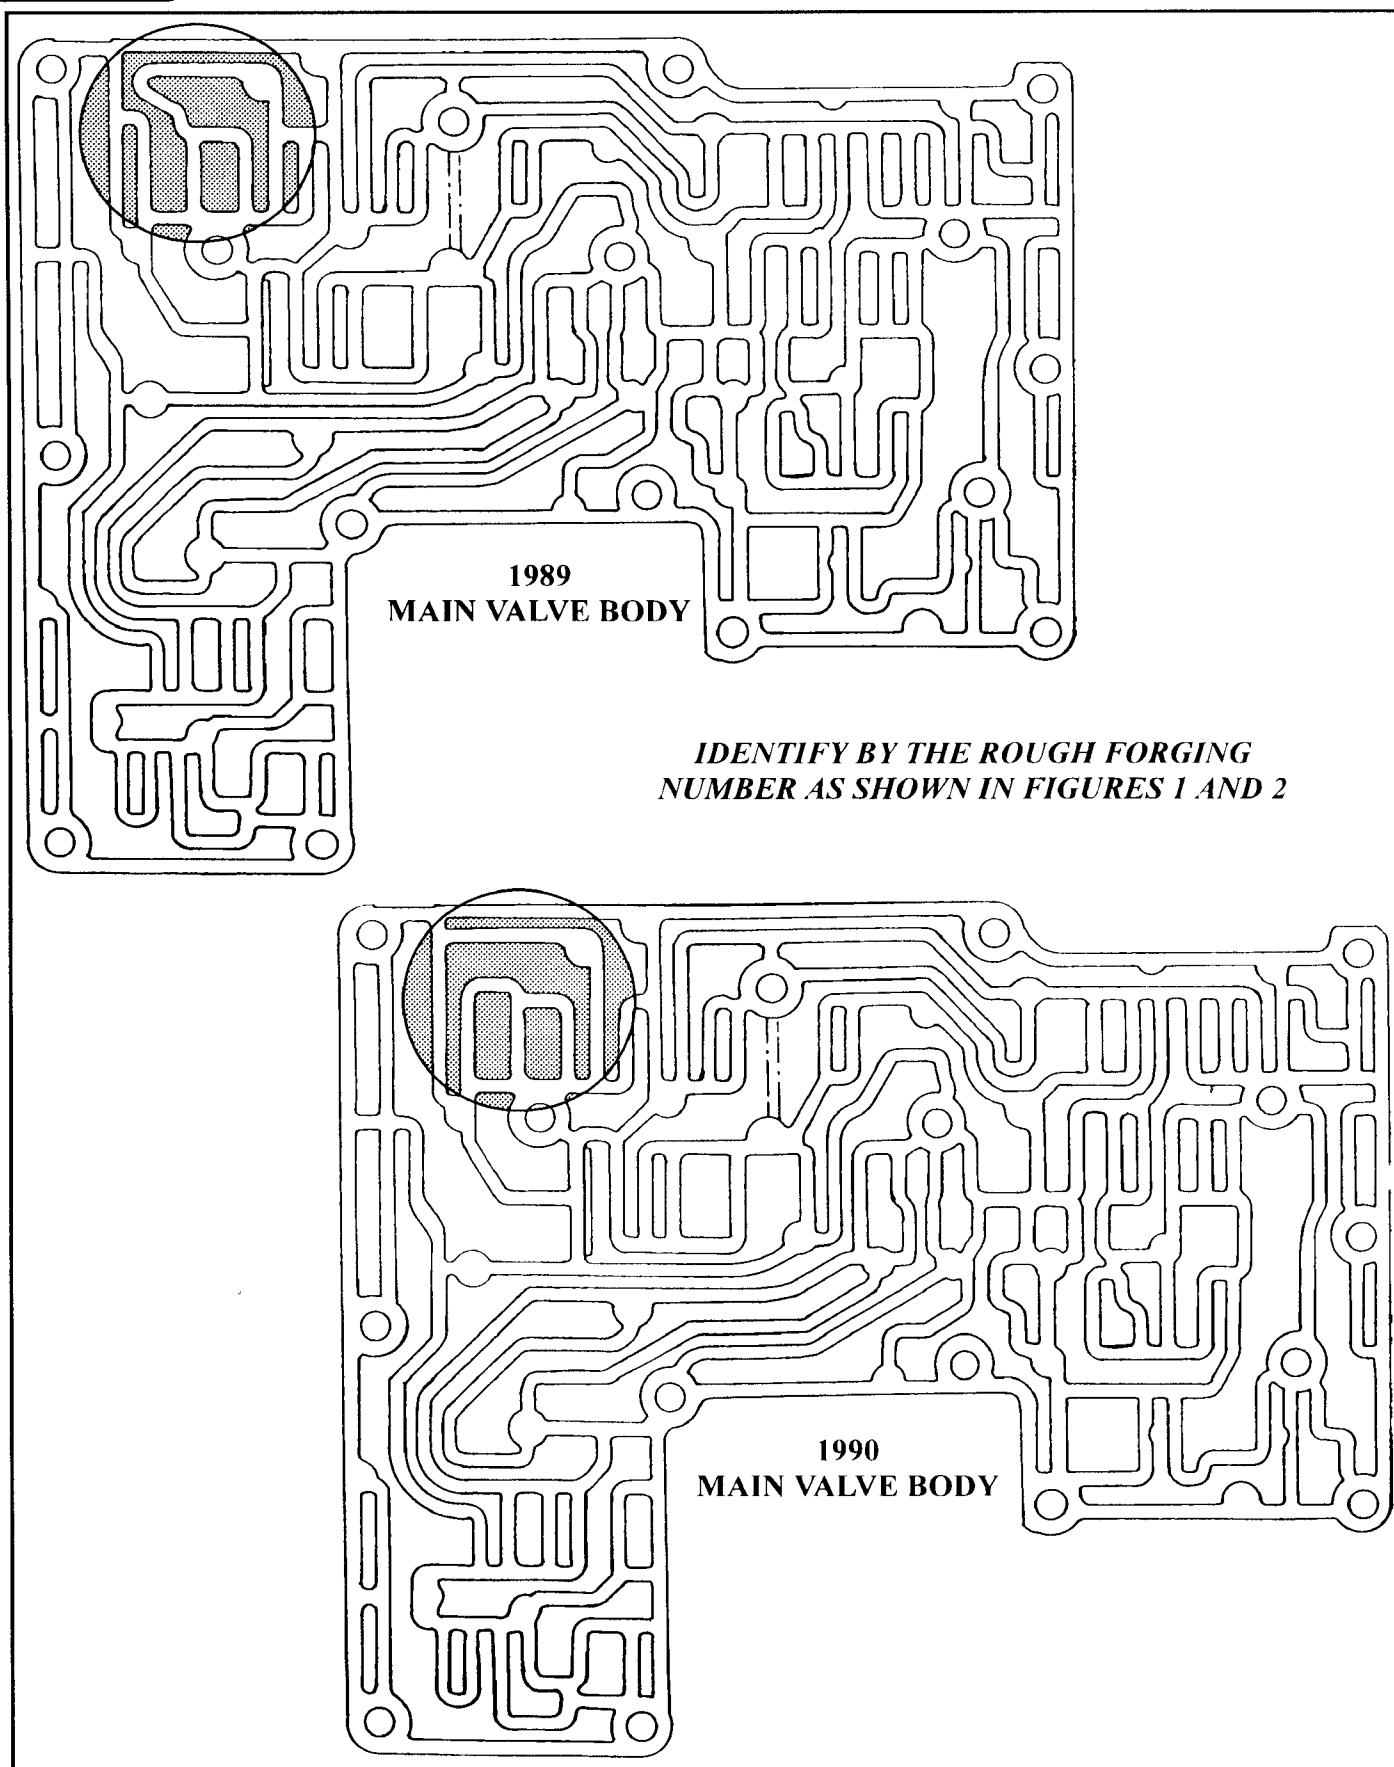 1989
MAIN VALVE BODY
IDENTIFY BY THE ROUGH FORGING
NUMBER AS SHOWN IN FIGURES 1 AND 2
1990
MAIN VALVE BODY